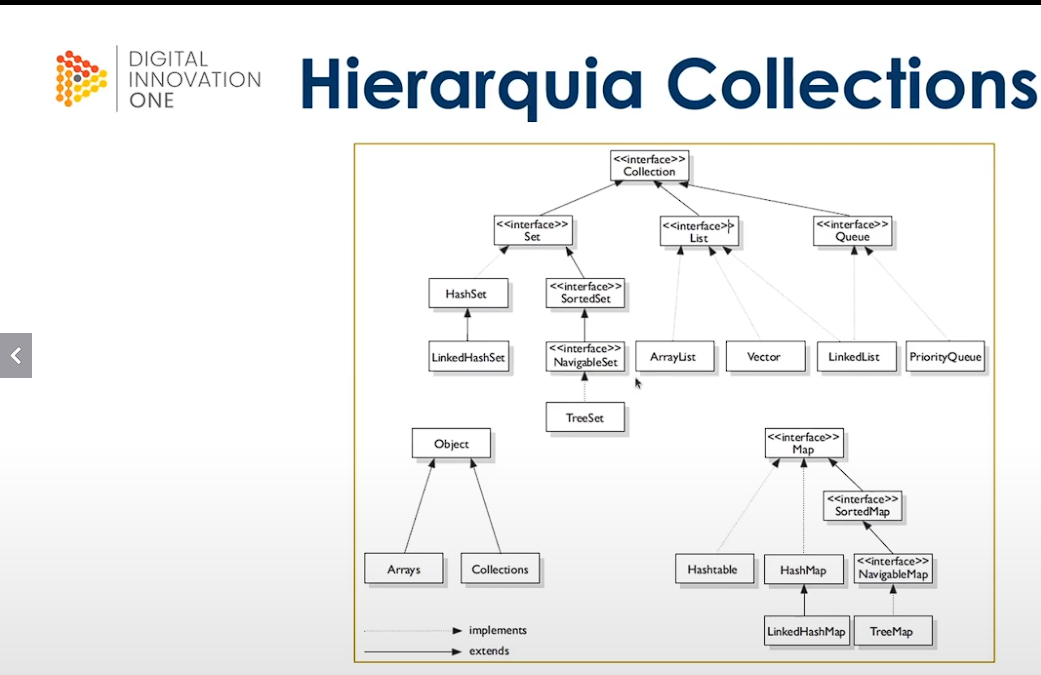 DIGITAL
INNOVATION
ONE
Hierarquia Collections
<<interface>>
Collection
<<interface>>
Set
<<interface>>
List
<<interface>>
Queue
HashSet
<<interface>>
SortedSet
LinkedHashSet
<<interface>>
NavigableSet
ArrayList
Vector
LinkedList
PriorityQueue
TreeSet
Object
<<interface>>
Map
<<interface>>
SortedMap
Arrays
Collections
Hashtable
HashMap
<<interface>>
NavigableMap
LinkedHashMap
TreeMap
implements
extends